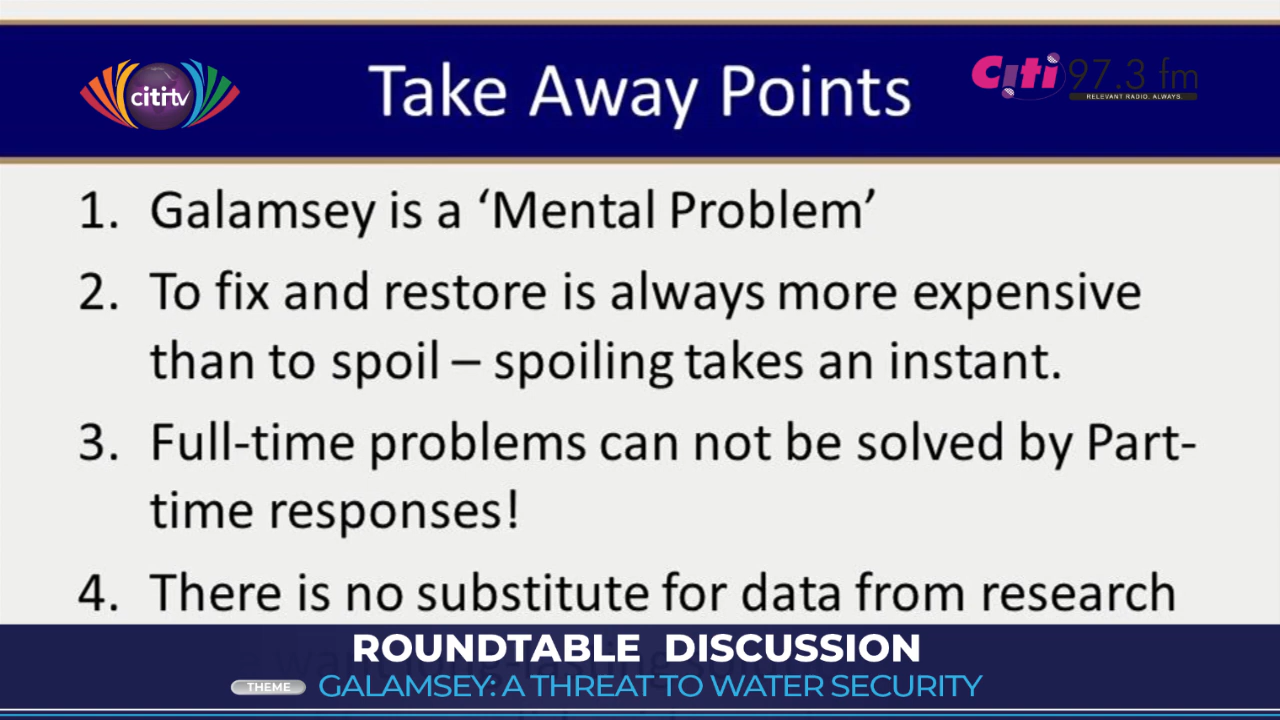 citi tv
Take Away Points
Citi 97.3 fm
RELEVANT RADIO. ALWAYS.
1. Galamsey is a ‘Mental Problem’
2. To fix and restore is always more expensive
than to spoil – spoiling takes an instant.
3. Full-time problems can not be solved by Part-
time responses!
4. There is no substitute for data from research
ROUNDTABLE DISCUSSION
THEME GALAMSEY: A THREAT TO WATER SECURITY